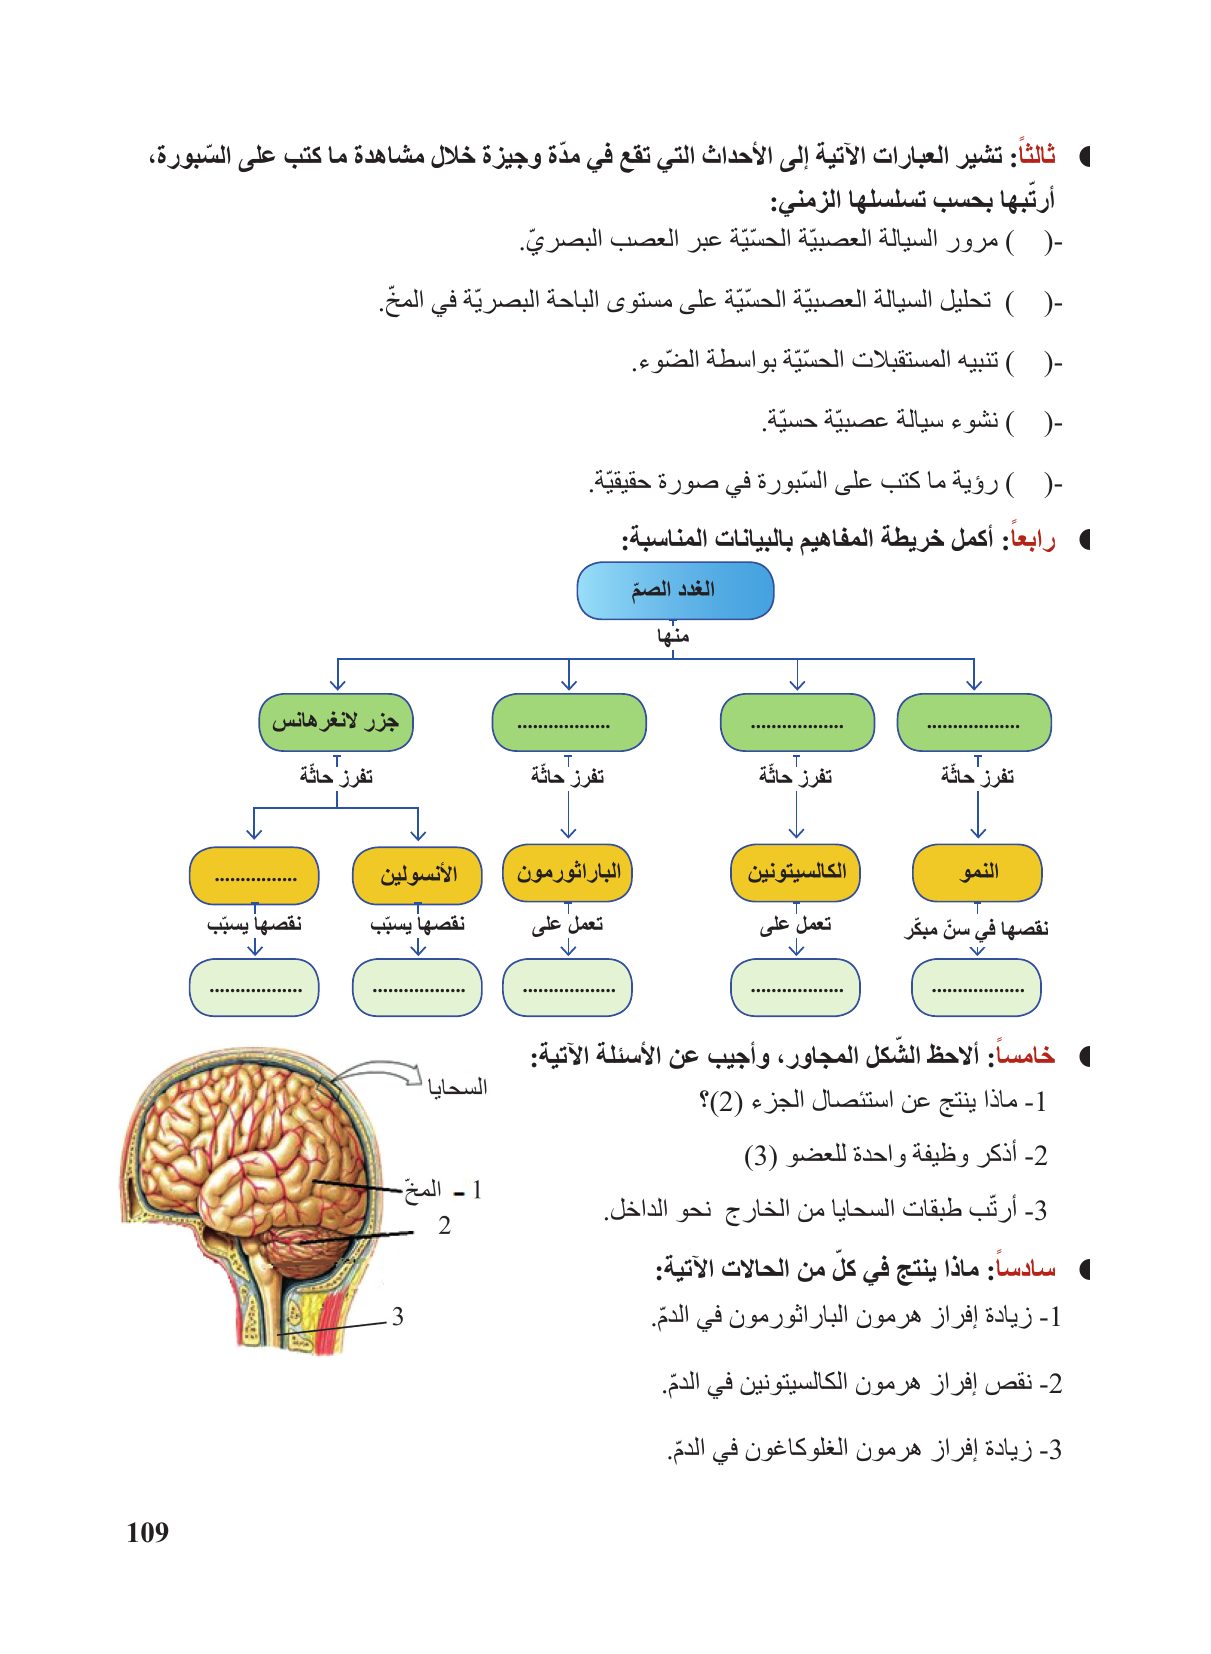 ثالثاً: تشير العبارات الآتية إلى الأحداث التي تقع في مدّة وجيزة خلال مشاهدة ما كتب على السّبورة،
أرتّبها بحسب تسلسلها الزمني:
-(    ) مرور السيالة العصبيّة الحسّيّة عبر العصب البصريّ.
-(    ) تحليل السيالة العصبيّة الحسّيّة على مستوى الباحة البصريّة في المخّ.
-(    ) تنبيه المستقبلات الحسّيّة بواسطة الضّوء.
-(    ) نشوء سيالة عصبيّة حسيّة.
-(    ) رؤية ما كتب على السّبورة في صورة حقيقيّة.
رابعاً: أكمل خريطة المفاهيم بالبيانات المناسبة:
الغدد الصمّ
منها
.................. .................. .................. جزر لانغرهانس
تفرز حاثّة تفرز حاثّة تفرز حاثّة تفرز حاثّة
النمو الكالسيتونين الباراثورمون الأنسولين ................
نقصها في سنّ مبكّر تعمل على تعمل على نقصها يسبّب نقصها يسبّب
.................. .................. .................. .................. ..................
خامساً: ألاحظ الشّكل المجاور، وأجيب عن الأسئلة الآتية:
1- ماذا ينتج عن استئصال الجزء (2)؟
2- أذكر وظيفة واحدة للعضو (3)
3- أرتّب طبقات السحايا من الخارج نحو الداخل.
السحايا
1 - المخّ
2
3
سادساً: ماذا ينتج في كلّ من الحالات الآتية:
1- زيادة إفراز هرمون الباراثورمون في الدمّ.
2- نقص إفراز هرمون الكالسيتونين في الدمّ.
3- زيادة إفراز هرمون الغلوكاغون في الدمّ.
109